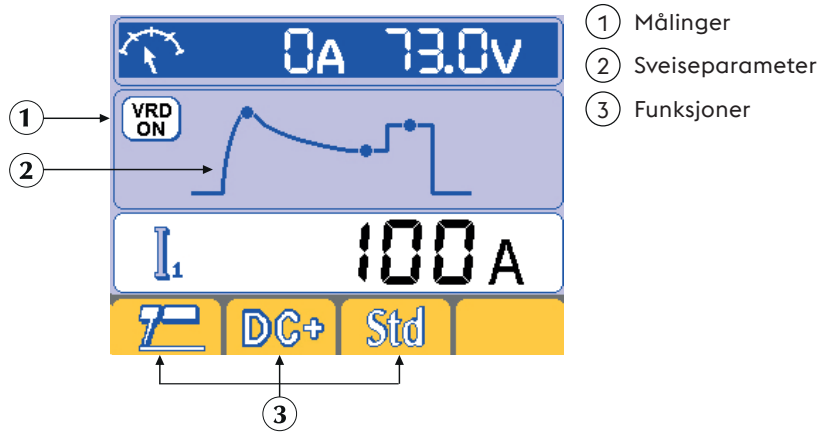 0A 73.0V
VRD
ON
1
2
I1
100 A
DC+
Std
3
1 Målinger
2 Sveiseparameter
3 Funksjoner